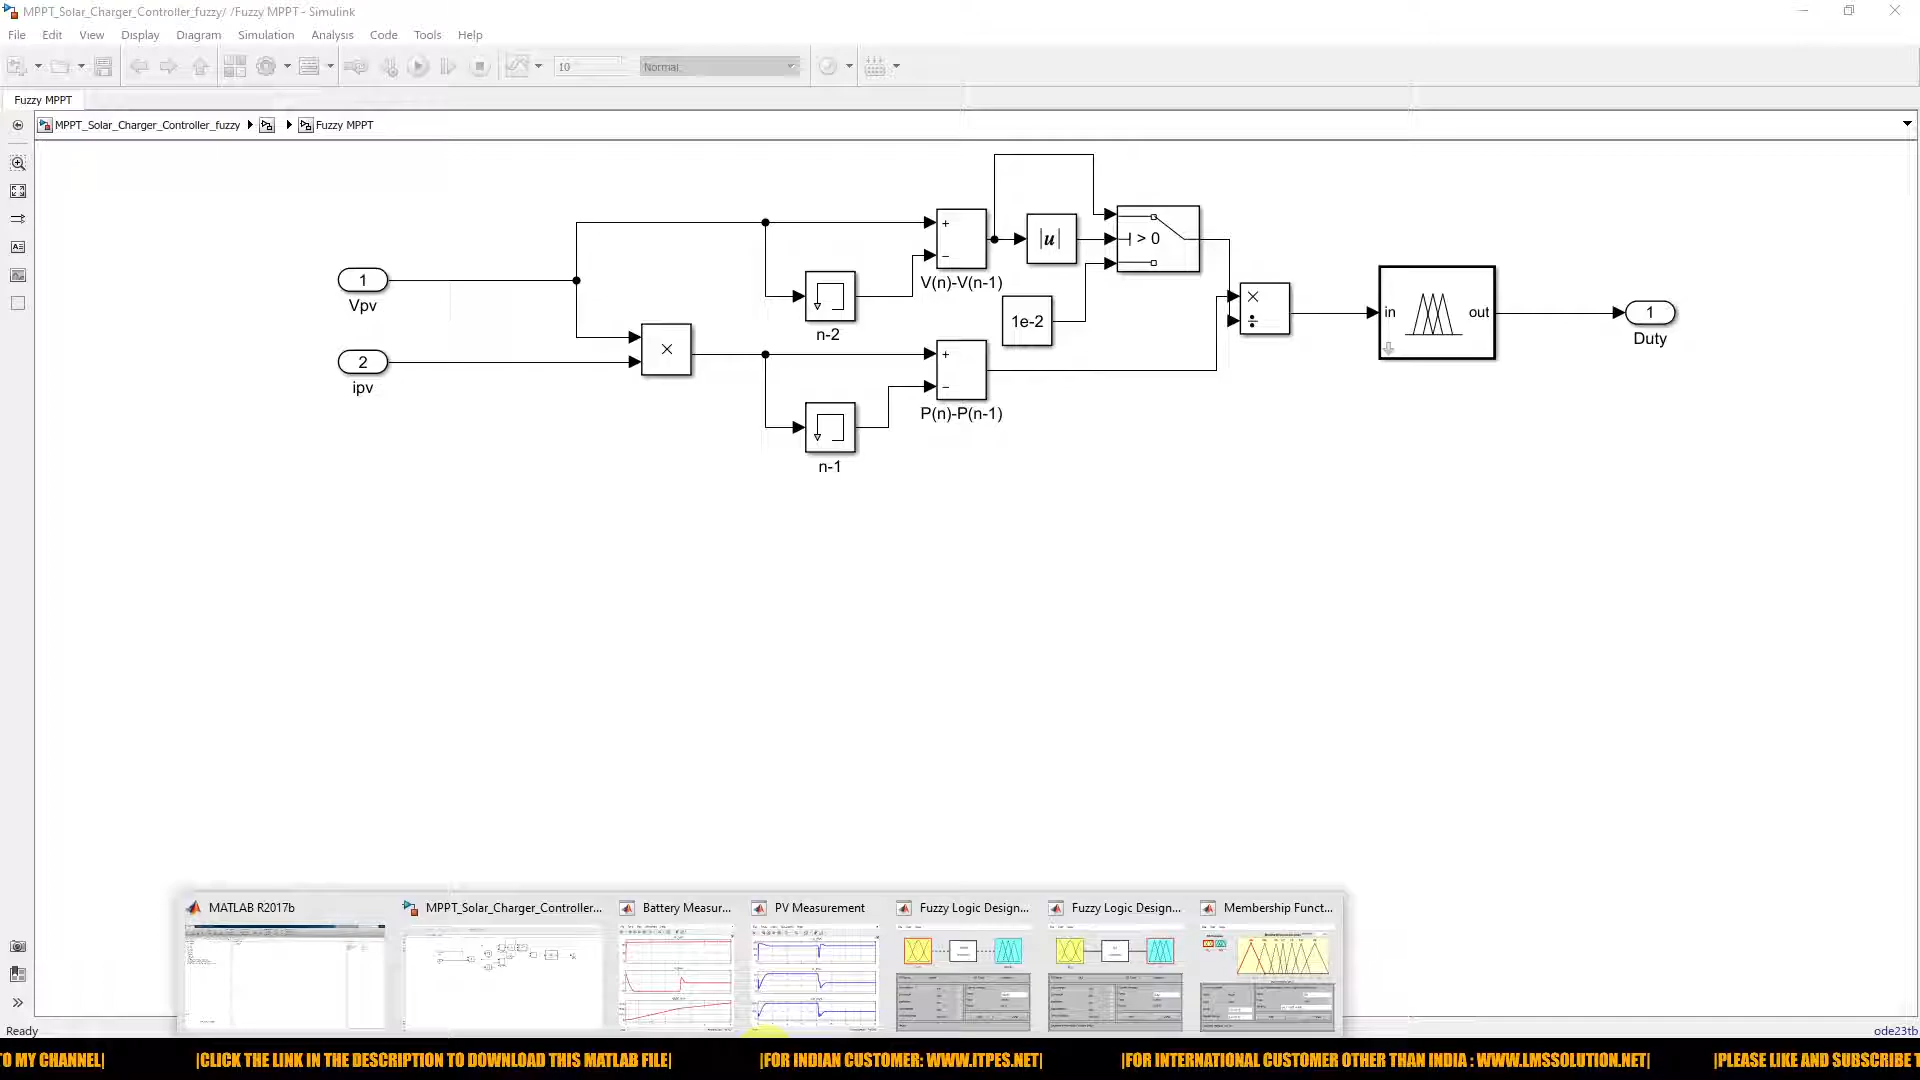 MPPT_Solar_Charger_Controller_fuzzy/ /Fuzzy MPPT - Simulink
File Edit View Display Diagram Simulation Analysis Code Tools Help
10 Normal
Fuzzy MPPT
MPPT_Solar_Charger_Controller_fuzzy Fuzzy MPPT
1
Vpv
2
ipv
×
n-2
n-1
+
−
V(n)-V(n-1)
+
−
P(n)-P(n-1)
|u|
> 0
1e-2
×
÷
in out
1
Duty
MATLAB R2017b
MPPT_Solar_Charger_Controller...
Battery Measur...
PV Measurement
Fuzzy Logic Design...
Fuzzy Logic Design...
Membership Funct...
Ready
ode23tb
TO MY CHANNEL| |CLICK THE LINK IN THE DESCRIPTION TO DOWNLOAD THIS MATLAB FILE| |FOR INDIAN CUSTOMER: WWW.ITPES.NET| |FOR INTERNATIONAL CUSTOMER OTHER THAN INDIA : WWW.LMSSOLUTION.NET| |PLEASE LIKE AND SUBSCRIBE T